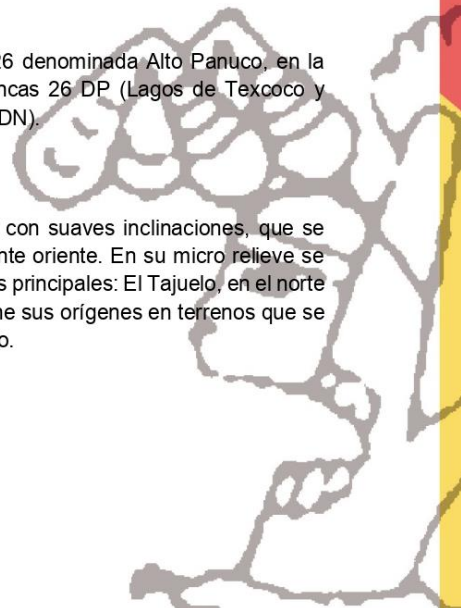 26 denominada Alto Panuco, en la
ncas 26 DP (Lagos de Texcoco y
DN).
con suaves inclinaciones, que se
nte oriente. En su micro relieve se
s principales: El Tajuelo, en el norte
ne sus orígenes en terrenos que se
o.